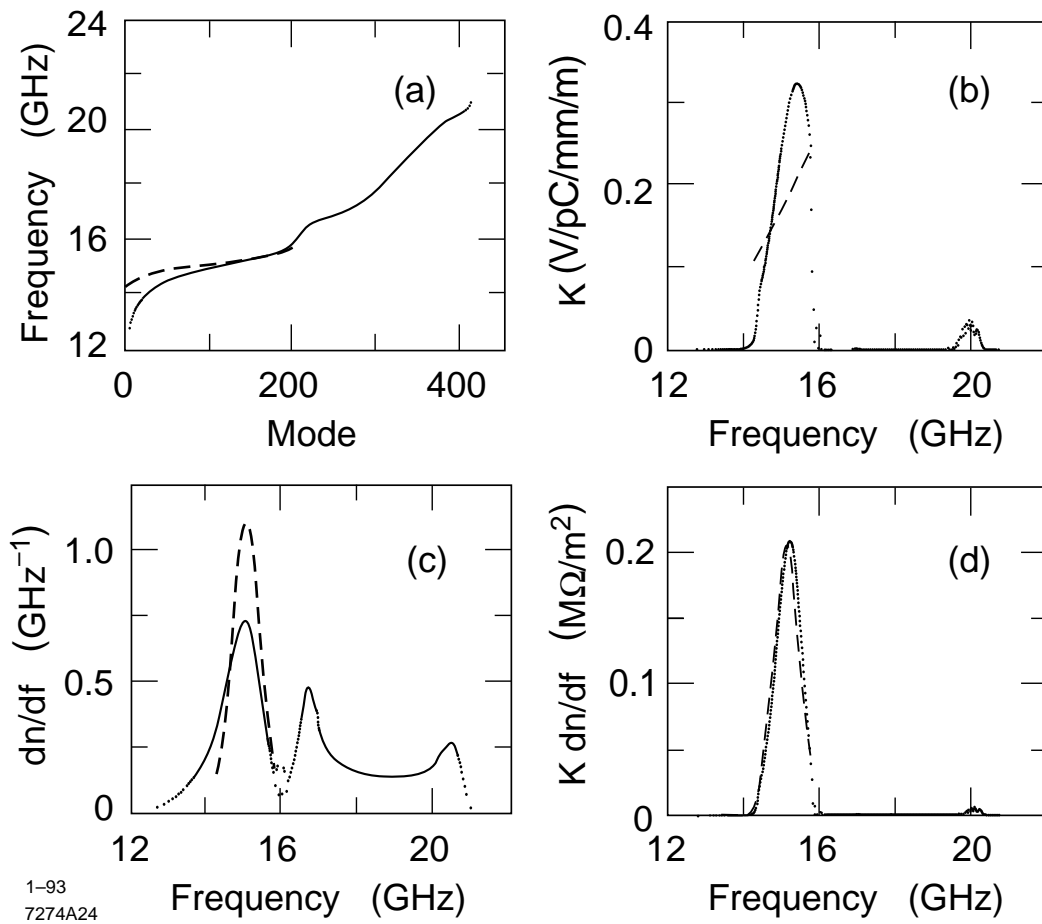 24
20
16
12
Frequency (GHz)
(a)
0
200
400
Mode
0.4
0.2
0
K (V/pC/mm/m)
(b)
12
16
20
Frequency (GHz)
1.0
0.5
0
dn/df (GHz⁻¹)
(c)
12
16
20
Frequency (GHz)
0.2
0.1
0
K dn/df (MΩ/m²)
(d)
12
16
20
Frequency (GHz)
1–93
7274A24